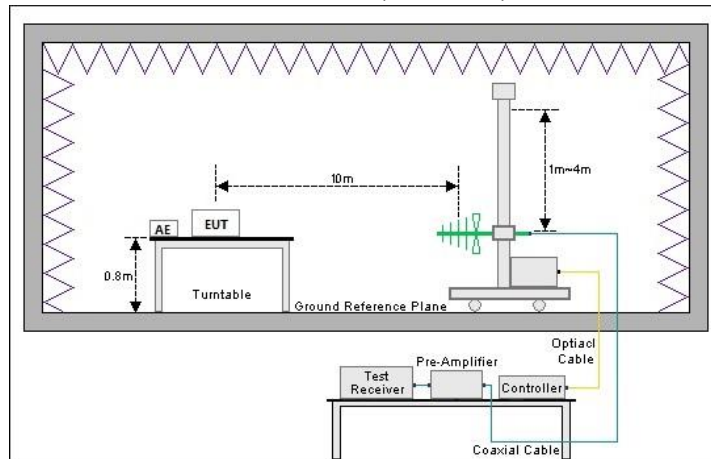 10m
1m~4m
AE
EUT
0.8m
Turntable
Ground Reference Plane
Optiacl
Cable
Pre-Amplifier
Test
Receiver
Controller
Coaxial Cable